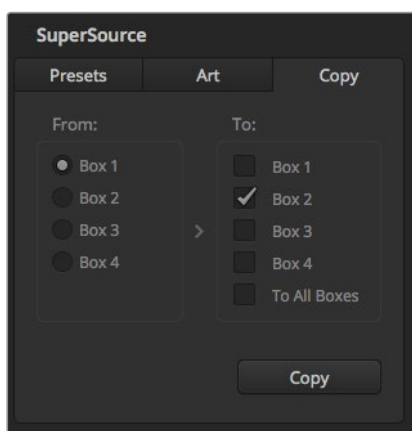 SuperSource
Presets Art Copy
From: To:
Box 1 Box 1
Box 2 Box 2
Box 3 > Box 3
Box 4 Box 4
To All Boxes
Copy